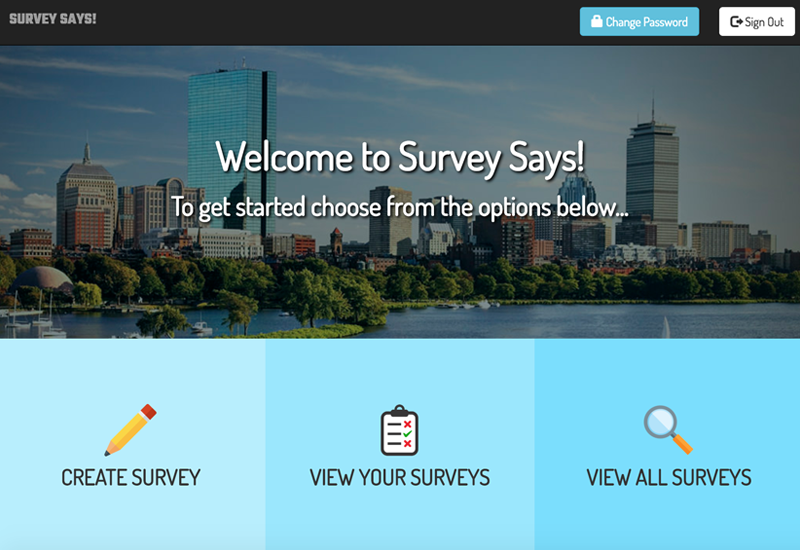 SURVEY SAYS!
Change Password
Sign Out
Welcome to Survey Says!
To get started choose from the options below...
CREATE SURVEY
VIEW YOUR SURVEYS
VIEW ALL SURVEYS